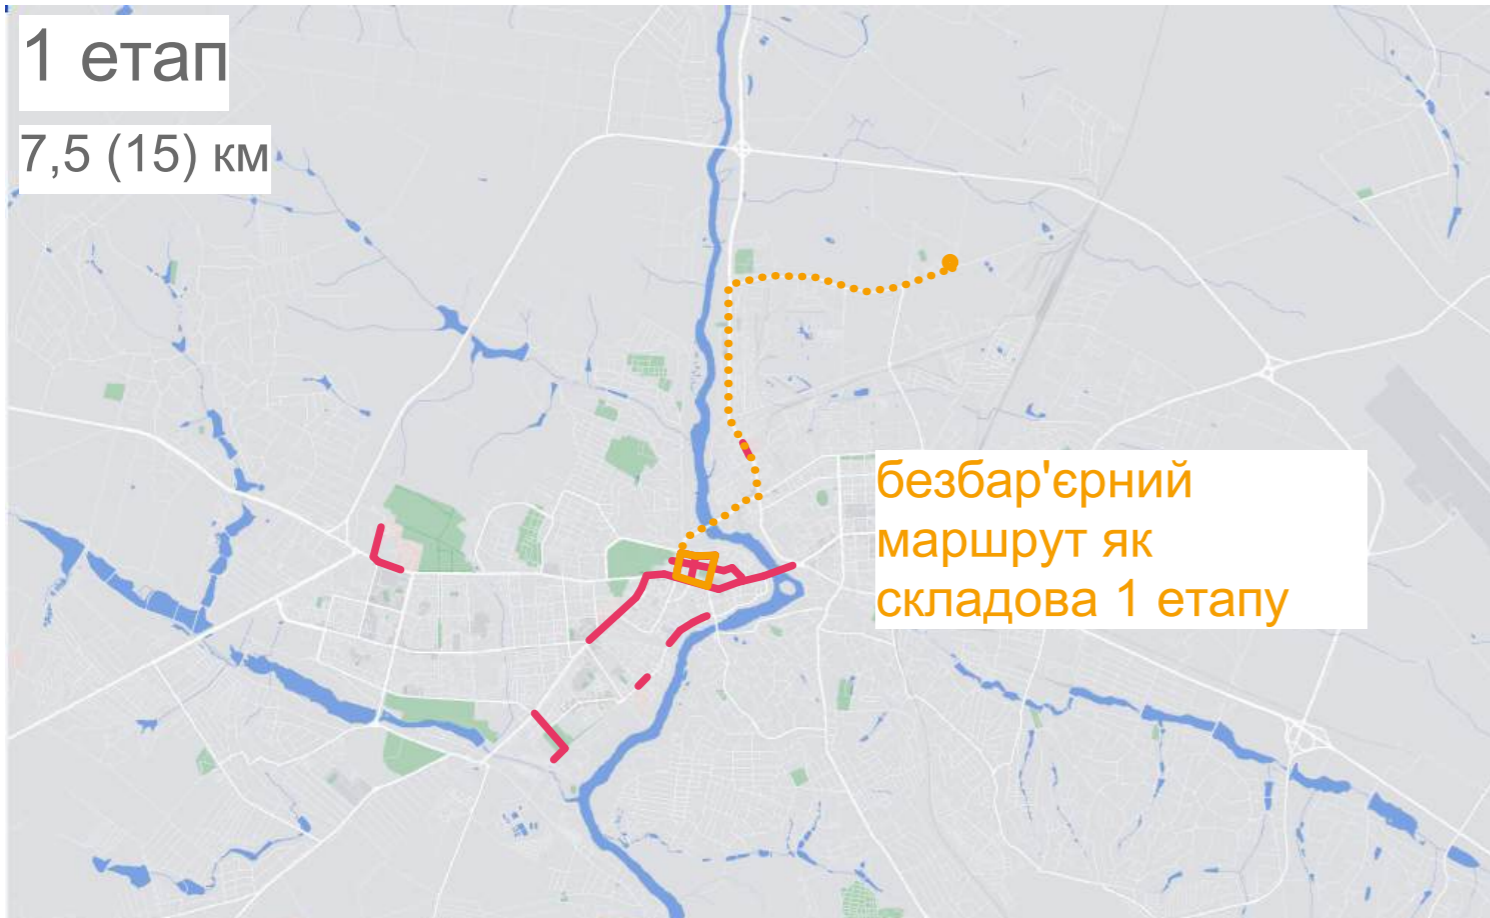 1 етап
7,5 (15) км
безбар'єрний
маршрут як
складова 1 етапу